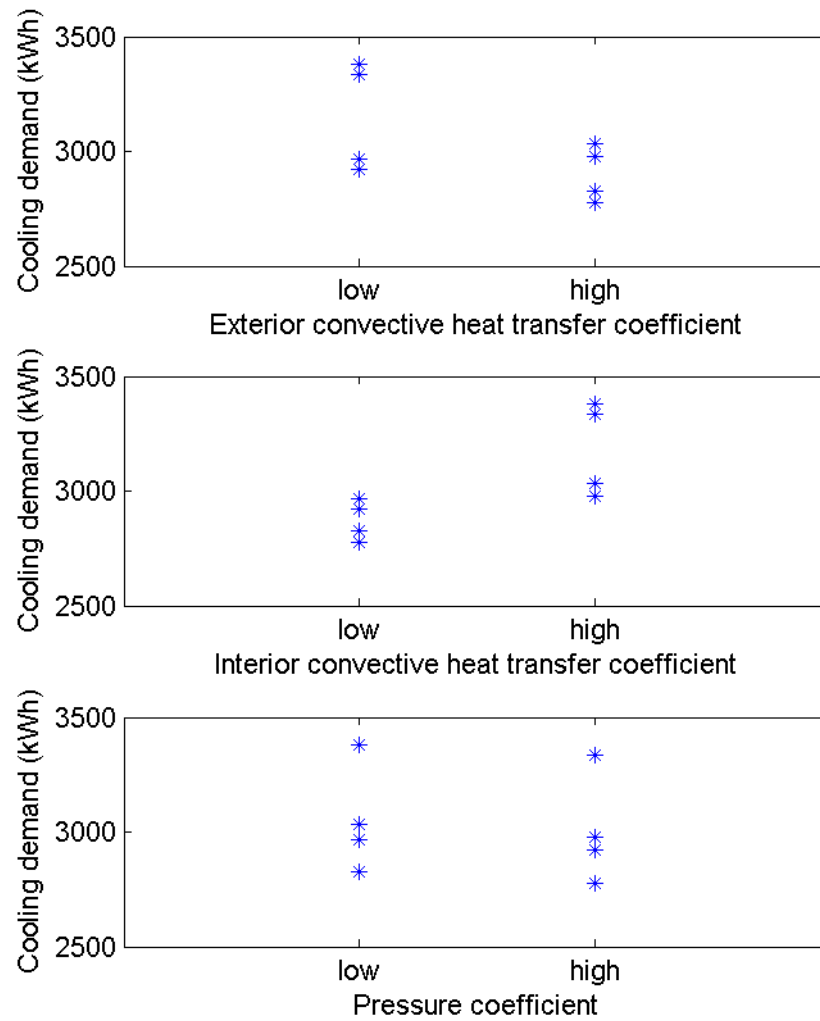 Cooling demand (kWh)
3500
3000
2500
low
high
Exterior convective heat transfer coefficient
Cooling demand (kWh)
3500
3000
2500
low
high
Interior convective heat transfer coefficient
Cooling demand (kWh)
3500
3000
2500
low
high
Pressure coefficient